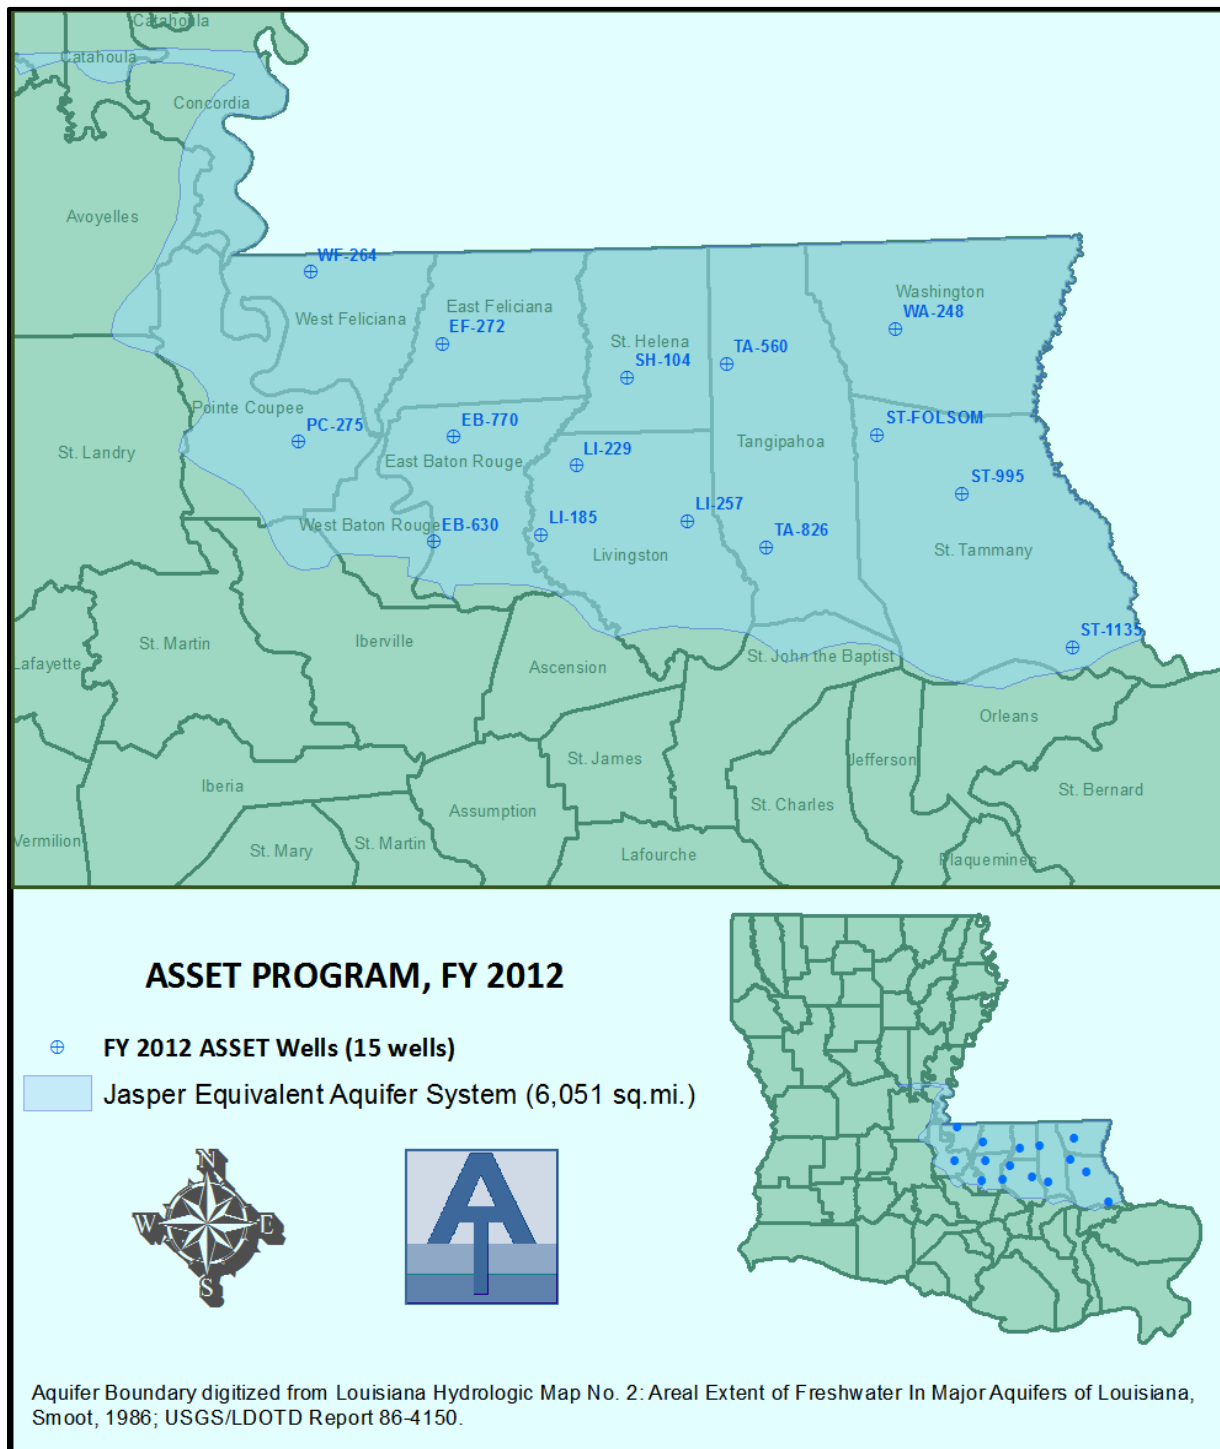 Catahoula
Catahoula
Concordia
Avoyelles
WF-264
West Feliciana
East Feliciana
EF-272
St. Helena
SH-104
TA-560
Washington
WA-248
Pointe Coupee
PC-275
EB-770
East Baton Rouge
LI-229
Tangipahoa
ST-FOLSOM
St. Landry
ST-995
LI-257
West Baton Rouge
EB-630
LI-185
Livingston
TA-826
St. Tammany
ST-1135
St. Martin
Iberville
Lafayette
Ascension
St. John the Baptist
Orleans
St. James
Jefferson
Iberia
St. Bernard
St. Charles
Assumption
Vermilion
St. Mary
St. Martin
Lafourche
Plaquemines
ASSET PROGRAM, FY 2012
FY 2012 ASSET Wells (15 wells)
Jasper Equivalent Aquifer System (6,051 sq.mi.)
N
W
E
S
AT
Aquifer Boundary digitized from Louisiana Hydrologic Map No. 2: Areal Extent of Freshwater In Major Aquifers of Louisiana,
Smoot, 1986; USGS/LDOTD Report 86-4150.